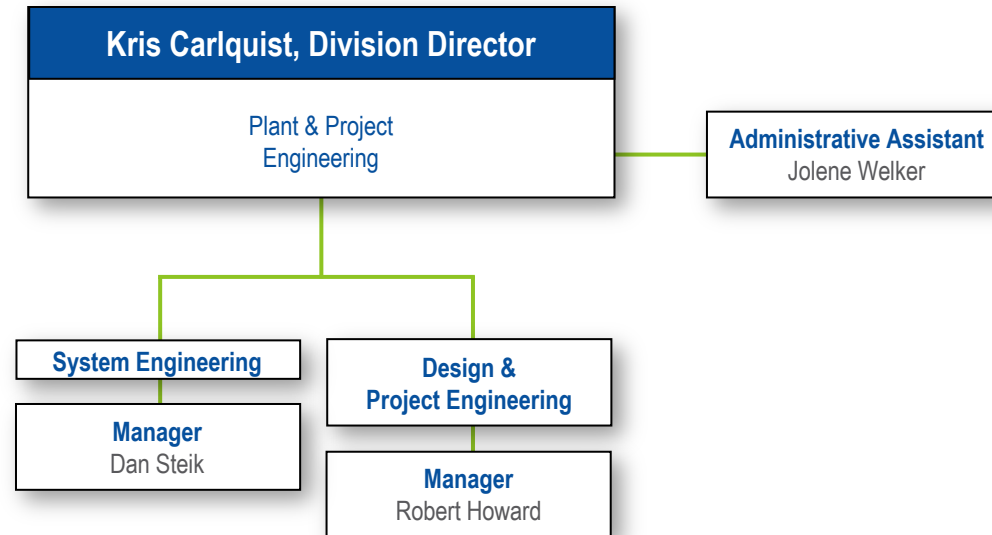 Kris Carlquist, Division Director
Plant & Project
Engineering
Administrative Assistant
Jolene Welker
System Engineering
Manager
Dan Steik
Design &
Project Engineering
Manager
Robert Howard